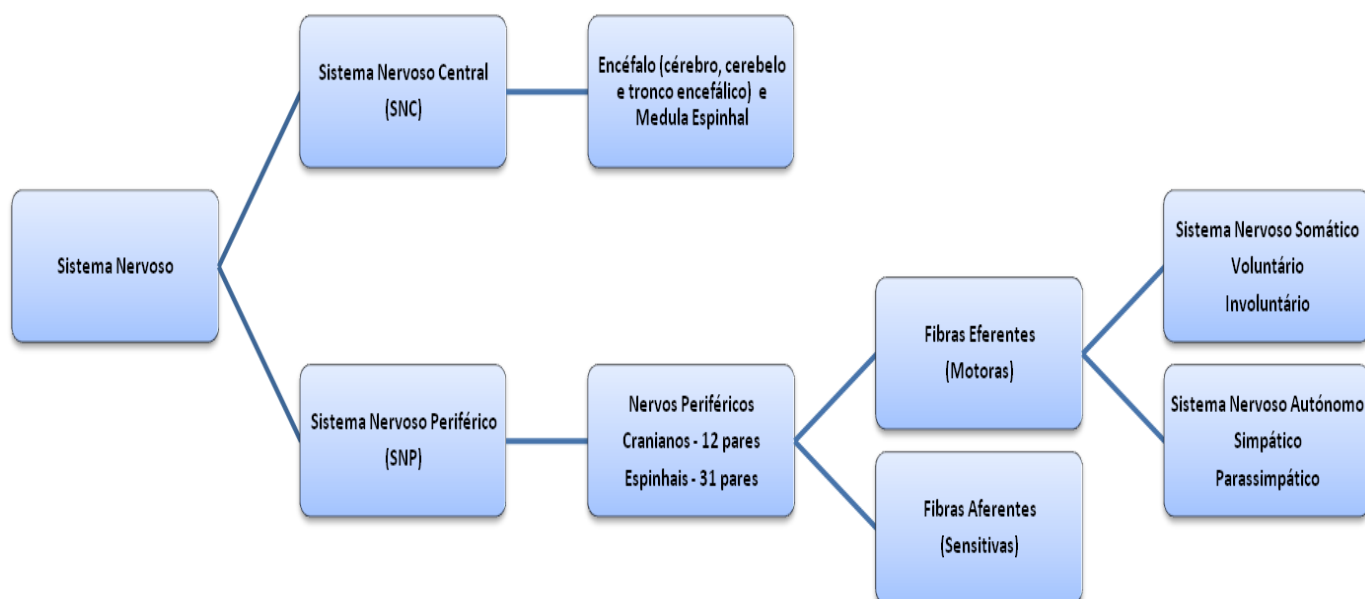 Sistema Nervoso
Sistema Nervoso Central
(SNC)
Encéfalo (cérebro, cerebelo
e tronco encefálico) e
Medula Espinhal
Sistema Nervoso Periférico
(SNP)
Nervos Periféricos
Cranianos - 12 pares
Espinhais - 31 pares
Fibras Eferentes
(Motoras)
Fibras Aferentes
(Sensitivas)
Sistema Nervoso Somático
Voluntário
Involuntário
Sistema Nervoso Autónomo
Simpático
Parassimpático